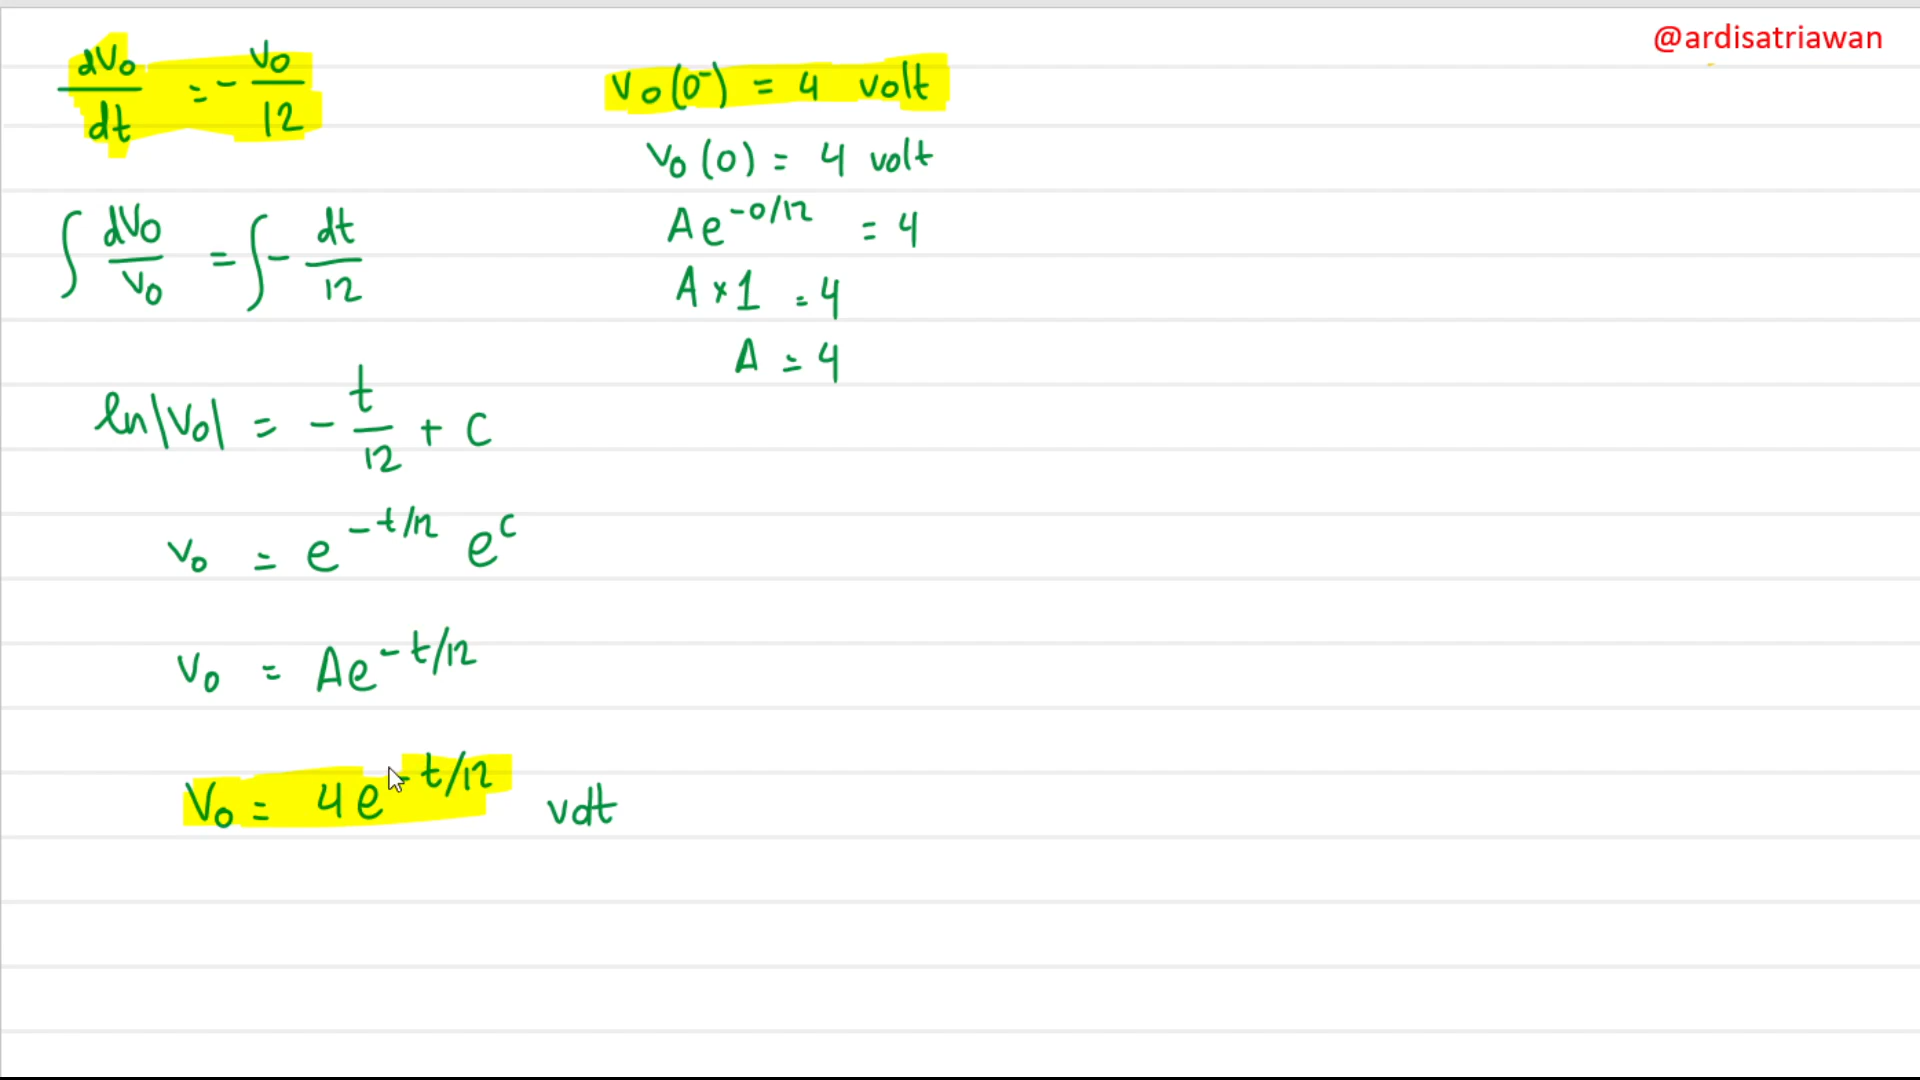 @ardisatriawan
dV₀/dt = - V₀/12
∫ dV₀/V₀ = ∫ - dt/12
ln|V₀| = - t/12 + C
V₀ = e^(-t/12) e^C
V₀ = Ae^(-t/12)
V₀ = 4e^(-t/12) volt
V₀(0⁻) = 4 volt
V₀(0) = 4 volt
Ae^(-0/12) = 4
A × 1 = 4
A = 4